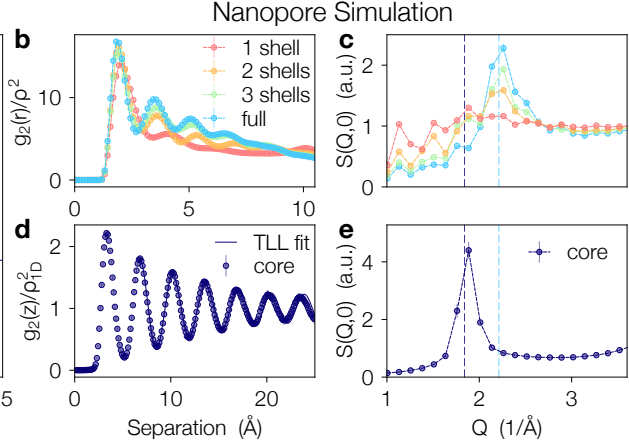 Nanopore Simulation
b
g₂(r)/ρ²
10
0
1 shell
2 shells
3 shells
full
0
5
10
c
S(Q,0) (a.u.)
2
1
0
d
g₂(z)/ρ²1D
2
1
0
TLL fit
core
0
10
20
Separation (Å)
e
S(Q,0) (a.u.)
4
2
0
core
1
2
3
Q (1/Å)
5